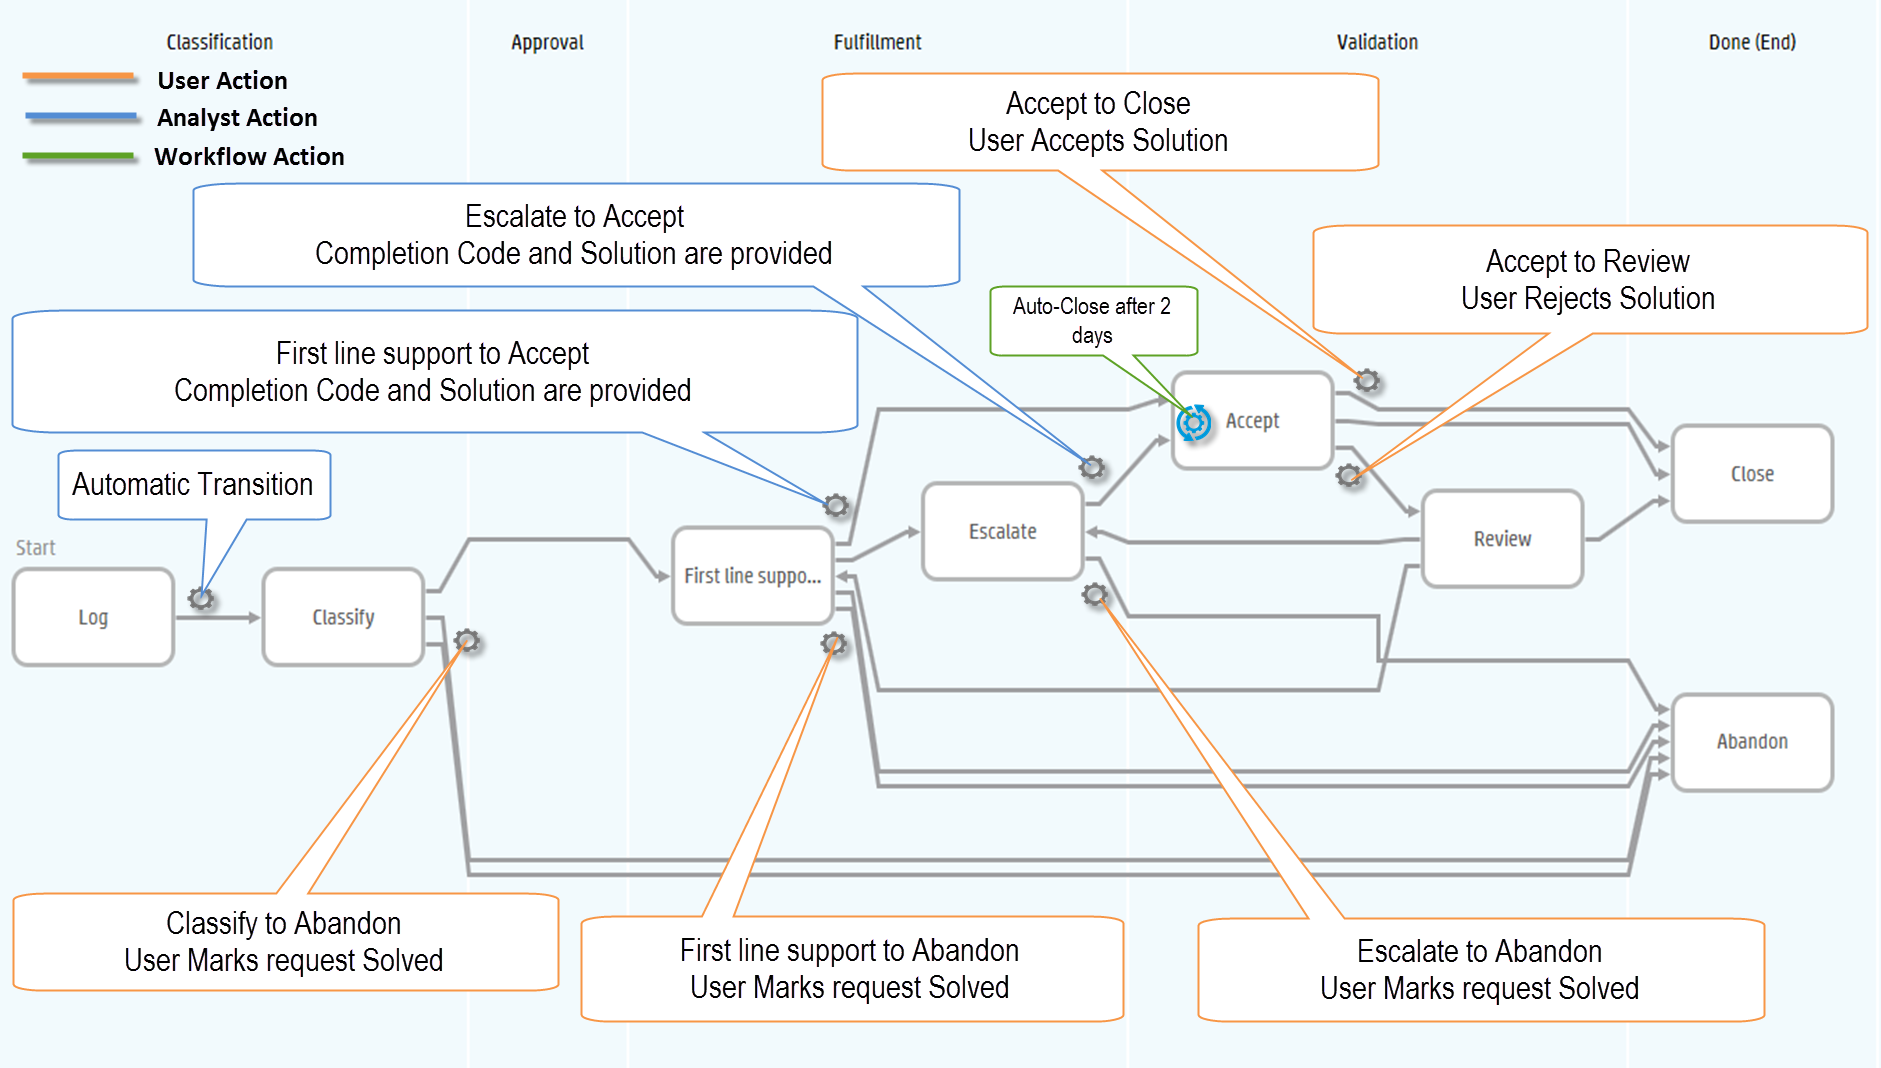 Classification
Approval
Fulfillment
Validation
Done (End)
User Action
Analyst Action
Workflow Action
Accept to Close
User Accepts Solution
Escalate to Accept
Completion Code and Solution are provided
Accept to Review
User Rejects Solution
Auto-Close after 2
days
First line support to Accept
Completion Code and Solution are provided
Automatic Transition
Start
Log
Classify
First line suppo...
Escalate
Accept
Review
Close
Abandon
Classify to Abandon
User Marks request Solved
First line support to Abandon
User Marks request Solved
Escalate to Abandon
User Marks request Solved